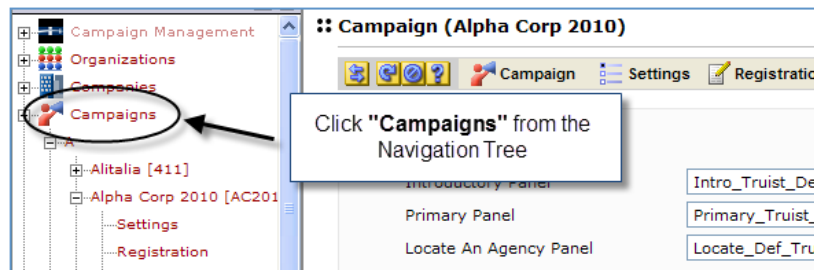 Campaign Management
Organizations
Companies
Campaigns
A
Alitalia [411]
Alpha Corp 2010 [AC201
Settings
Registration
Campaign (Alpha Corp 2010)
Campaign Settings Registratio
Click "Campaigns" from the
Navigation Tree
Introductory Panel Intro_Truist_De
Primary Panel Primary_Truist_
Locate An Agency Panel Locate_Def_Tru